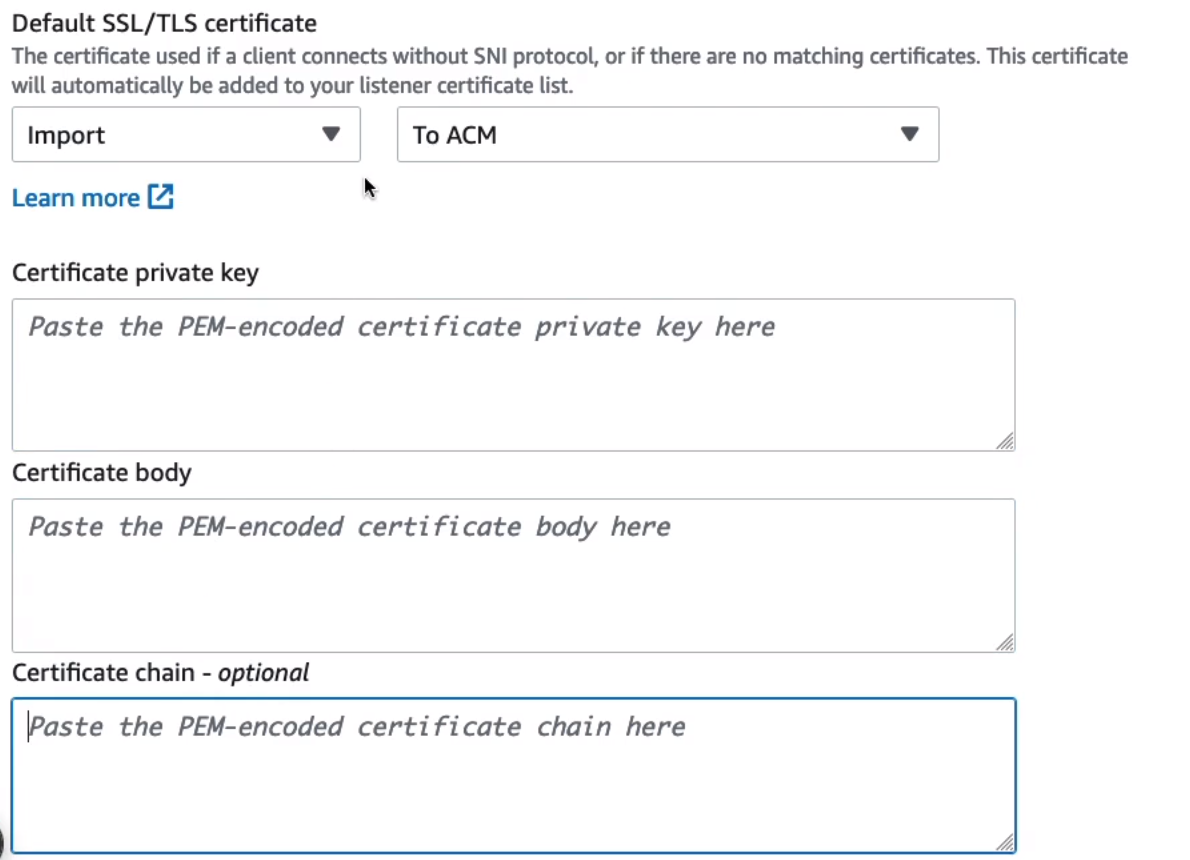 Default SSL/TLS certificate
The certificate used if a client connects without SNI protocol, or if there are no matching certificates. This certificate
will automatically be added to your listener certificate list.
Import
To ACM
Learn more
Certificate private key
Paste the PEM-encoded certificate private key here
Certificate body
Paste the PEM-encoded certificate body here
Certificate chain - optional
Paste the PEM-encoded certificate chain here